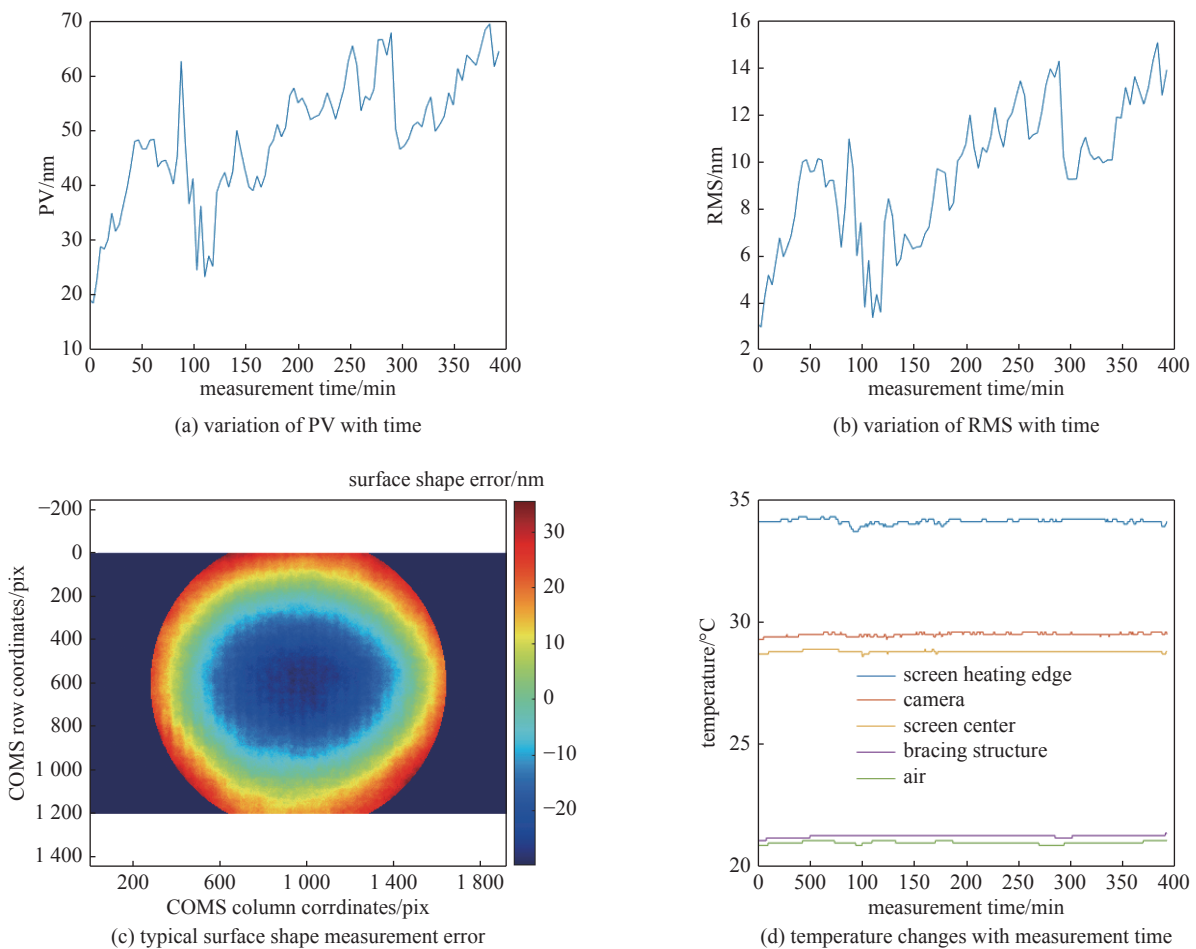 70
60
50
40
30
20
10
PV/nm
0 50 100 150 200 250 300 350 400
measurement time/min
(a) variation of PV with time
16
14
12
10
8
6
4
2
RMS/nm
0 50 100 150 200 250 300 350 400
measurement time/min
(b) variation of RMS with time
surface shape error/nm
−200
0
200
400
600
800
1 000
1 200
1 400
COMS row coordinates/pix
30
20
10
0
−10
−20
200 600 1 000 1 400 1 800
COMS column corrdinates/pix
(c) typical surface shape measurement error
35
30
25
20
temperature/°C
screen heating edge
camera
screen center
bracing structure
air
0 500 100 150 200 250 300 350 400
measurement time/min
(d) temperature changes with measurement time